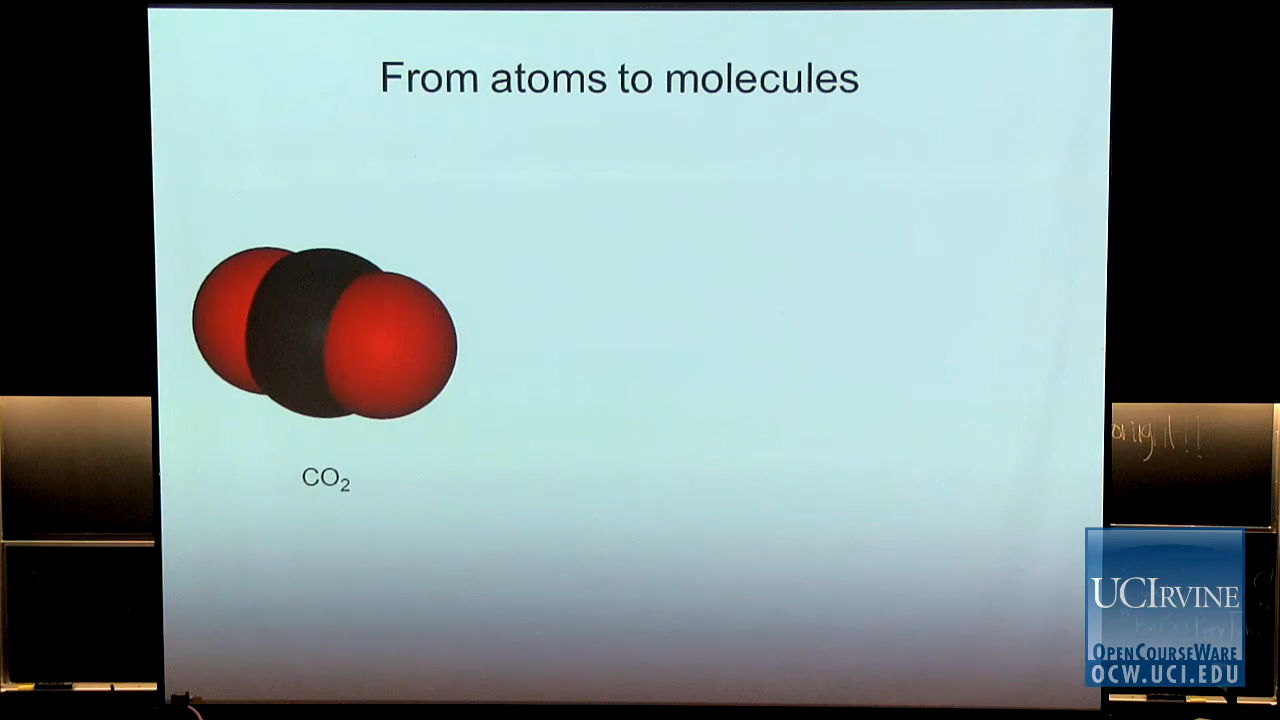 From atoms to molecules
CO₂
UCIRVINE
OPENCOURSEWARE
OCW.UCI.EDU